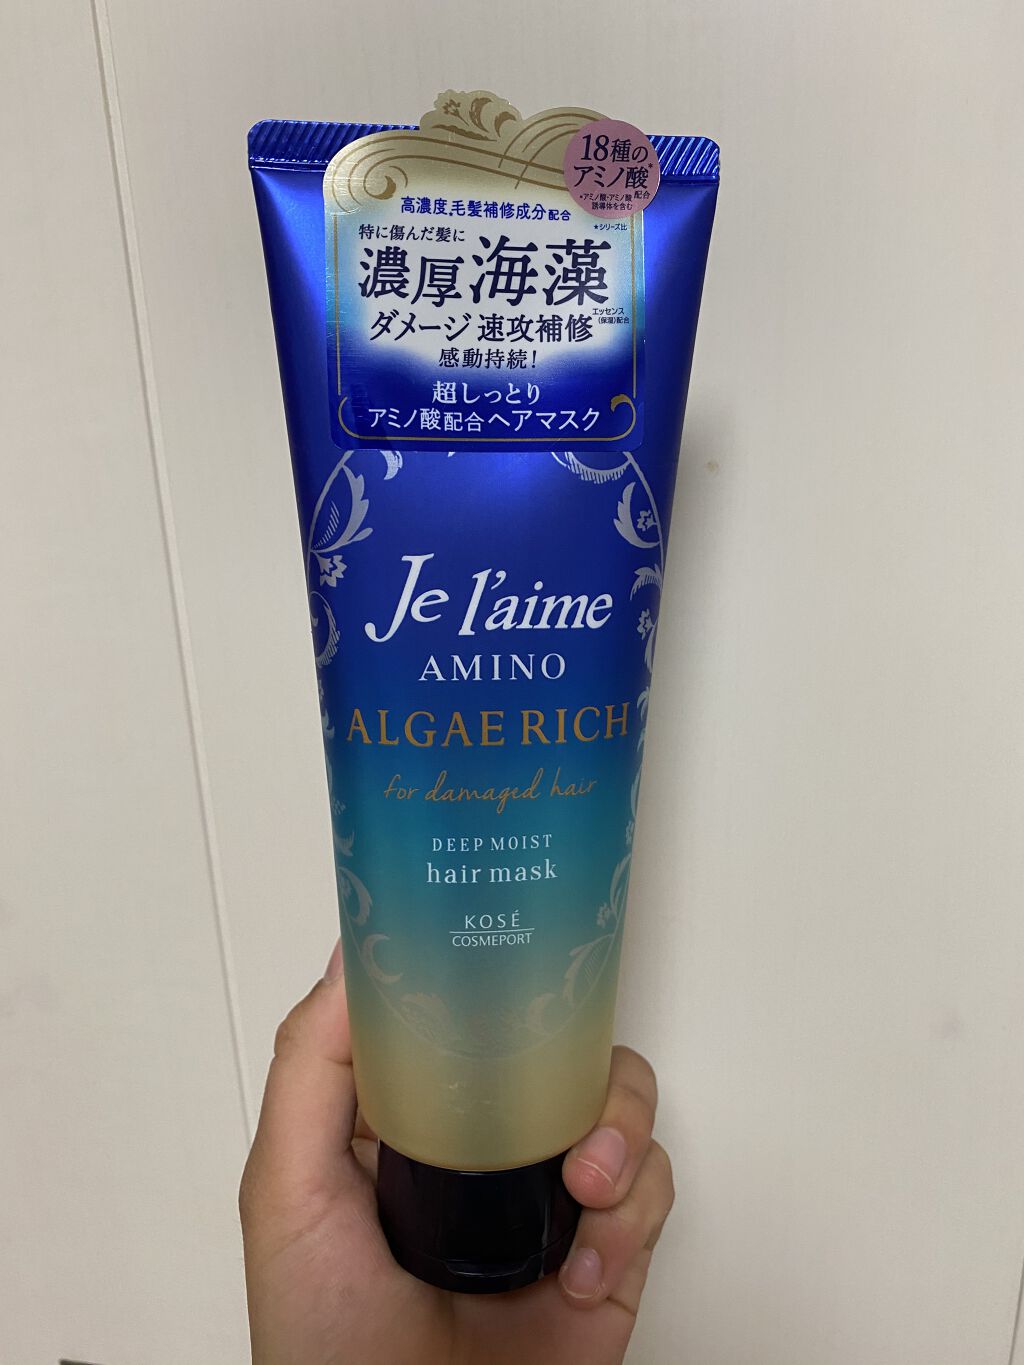 18種の
アミノ酸*
配合
*アミノ酸・アミノ酸
誘導体を含む
高濃度*毛髪補修成分配合
*シリーズ比
特に傷んだ髪に
濃厚海藻
エッセンス
(保湿)配合
ダメージ速攻補修
感動持続!
超しっとり
アミノ酸配合ヘアマスク
Je l'aime
AMINO
ALGAE RICH
for damaged hair
DEEP MOIST
hair mask
KOSÉ
COSMEPORT